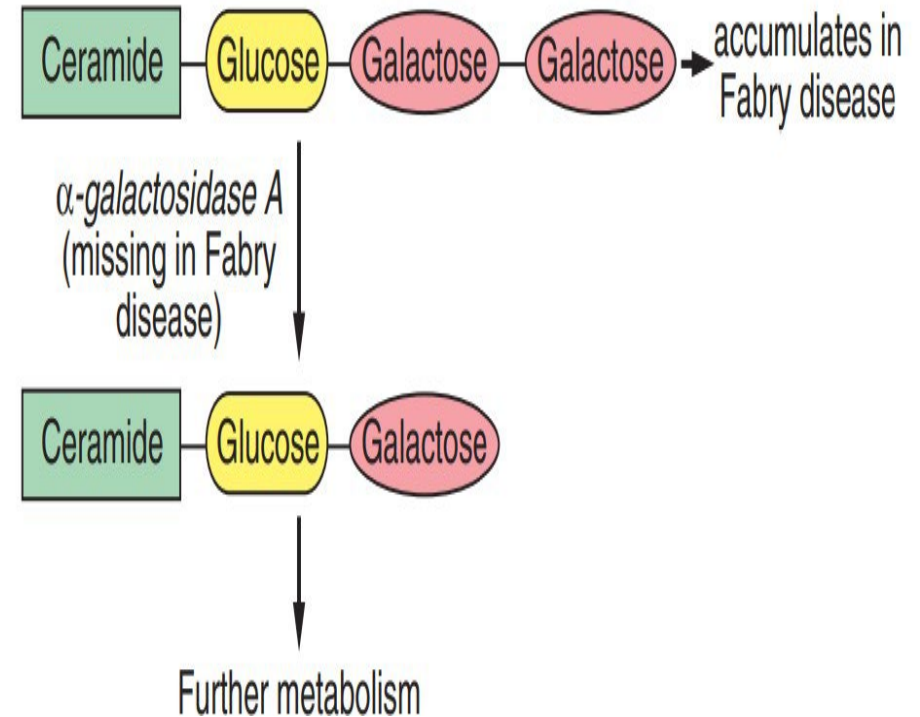 Ceramide Glucose Galactose Galactose accumulates in
Fabry disease
α-galactosidase A
(missing in Fabry
disease)
Ceramide Glucose Galactose
Further metabolism